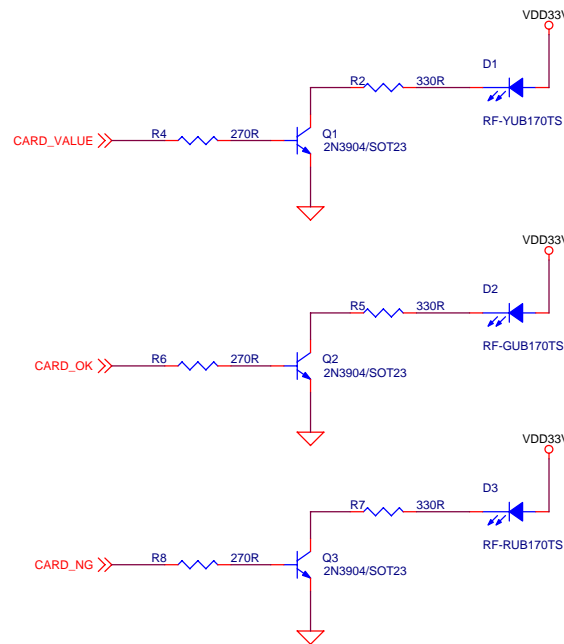 VDD33V
D1
R2 330R
RF-YUB170TS
CARD_VALUE R4 270R Q1
2N3904/SOT23
VDD33V
D2
R5 330R
RF-GUB170TS
CARD_OK R6 270R Q2
2N3904/SOT23
VDD33V
D3
R7 330R
RF-RUB170TS
CARD_NG R8 270R Q3
2N3904/SOT23